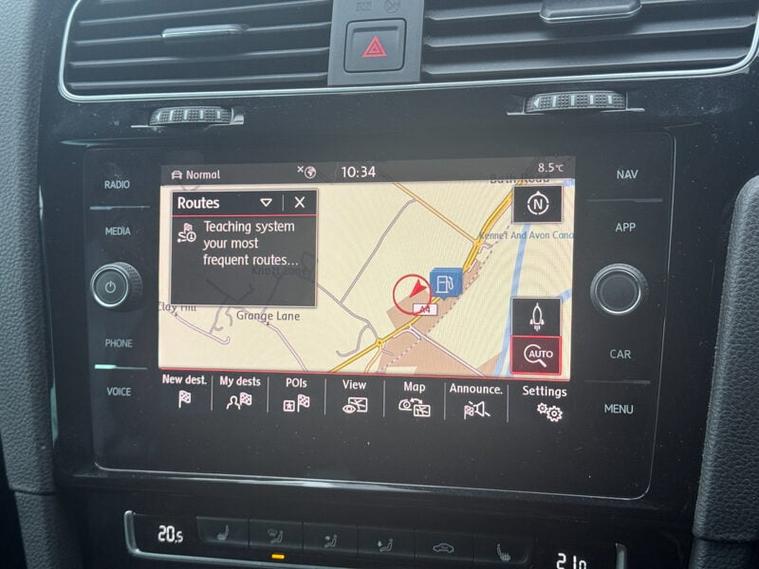 RADIO
MEDIA
PHONE
VOICE
Normal
10:34
8.5°C
Routes
Teaching system
your most
frequent routes...
N
Kennet And Avon Cana
Clay Hill
Grange Lane
A4
AUTO
New dest.
My dests
POIs
View
Map
Announce.
Settings
NAV
APP
CAR
MENU
20.5
21.0